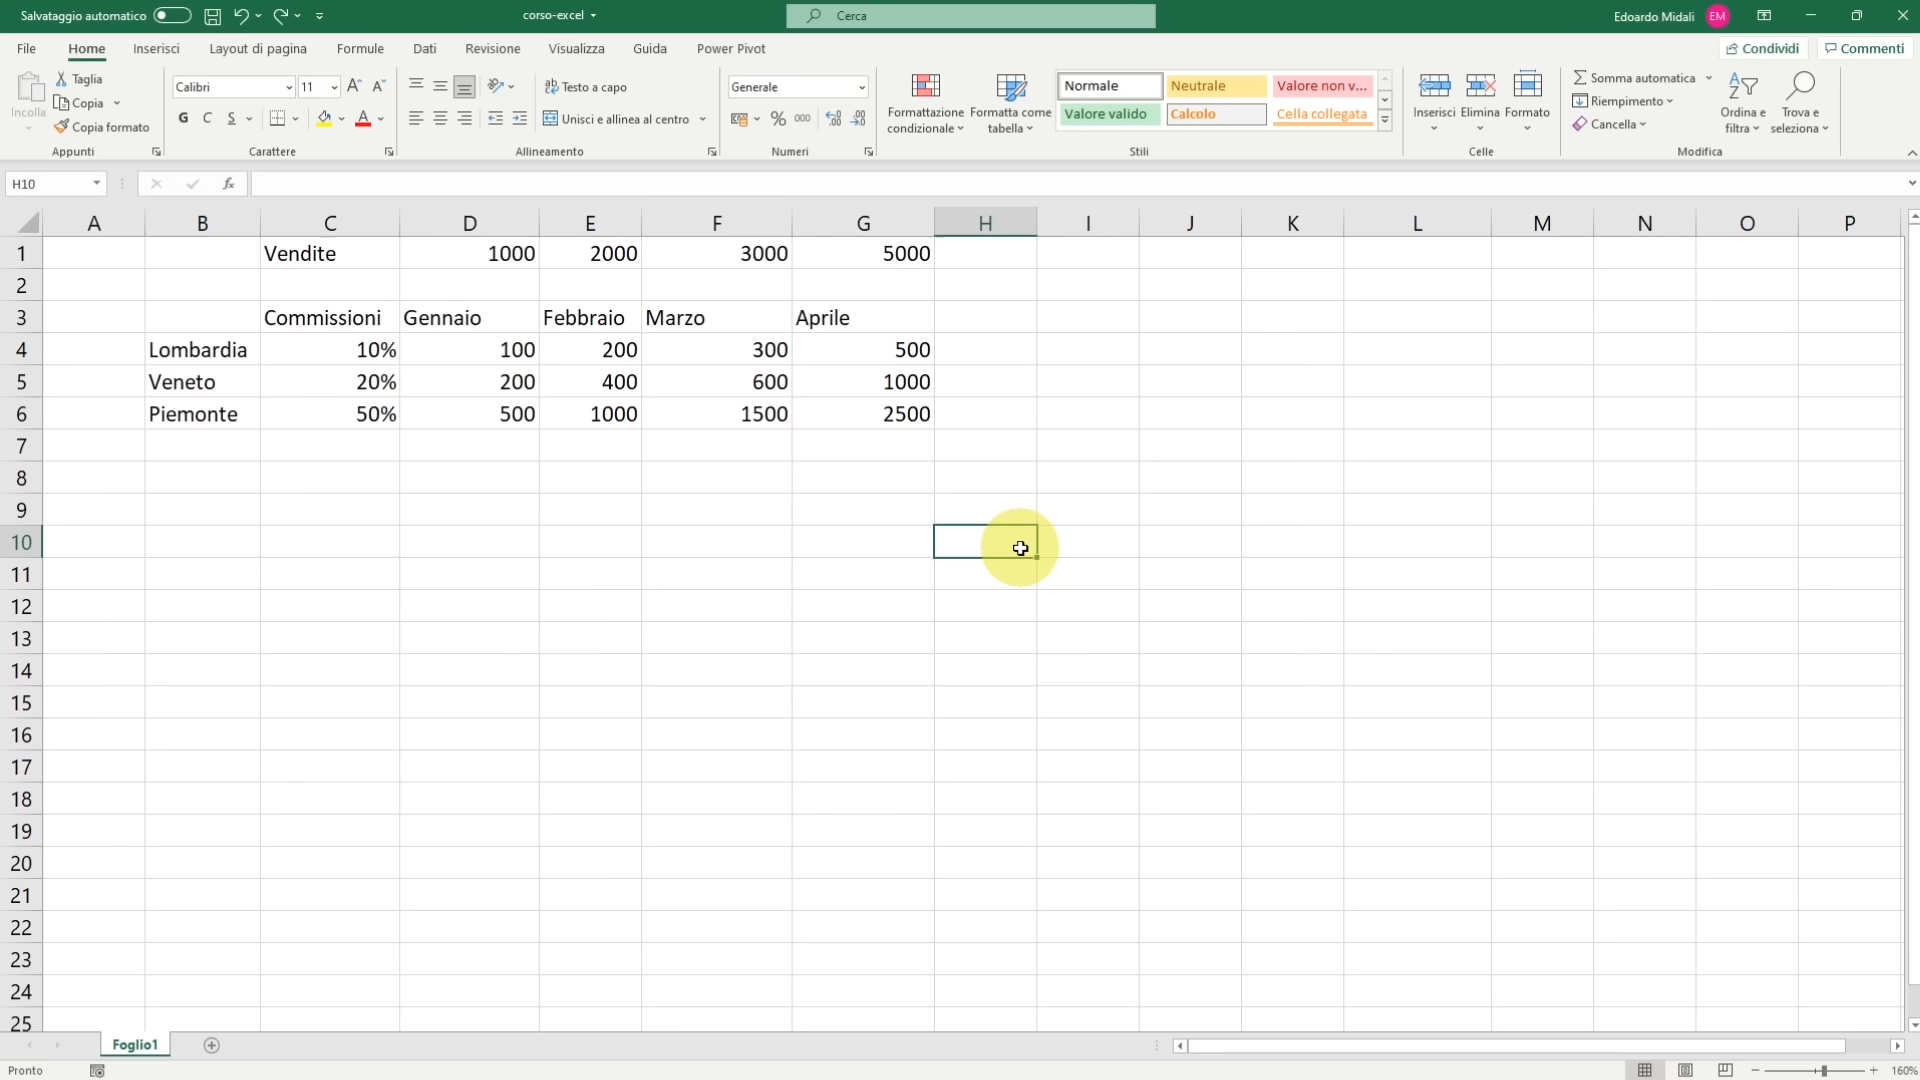 Salvataggio automatico
corso-excel
Cerca
Edoardo Midali EM
File Home Inserisci Layout di pagina Formule Dati Revisione Visualizza Guida Power Pivot Condividi Commenti
Incolla
Taglia
Copia
Copia formato
Appunti
Calibri 11
G C S
Carattere
Testo a capo
Unisci e allinea al centro
Allineamento
Generale
% 000
Numeri
Formattazione condizionale
Formatta come tabella
Normale Neutrale Valore non v...
Valore valido Calcolo Cella collegata
Stili
Inserisci Elimina Formato
Celle
Somma automatica
Riempimento
Cancella
Ordina e filtra
Trova e seleziona
Modifica
H10 fx
A B C D E F G H I J K L M N O P
1 Vendite 1000 2000 3000 5000
2
3 Commissioni Gennaio Febbraio Marzo Aprile
4 Lombardia 10% 100 200 300 500
5 Veneto 20% 200 400 600 1000
6 Piemonte 50% 500 1000 1500 2500
7
8
9
10
11
12
13
14
15
16
17
18
19
20
21
22
23
24
25
Foglio1
Pronto 160%